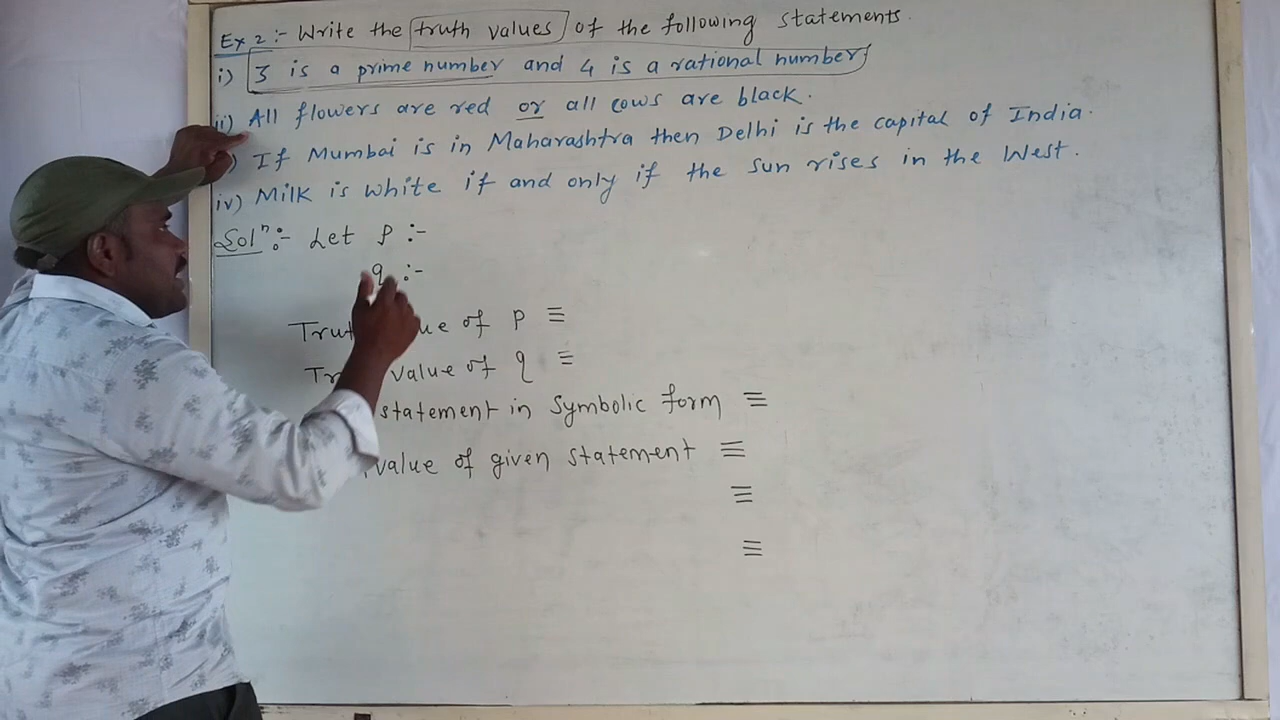 Ex 2 :- Write the truth values of the following statements.
i) 3 is a prime number and 4 is a rational number
ii) All flowers are red or all cows are black.
) If Mumbai is in Maharashtra then Delhi is the capital of India.
iv) Milk is white if and only if the sun rises in the West.
Solⁿ :- Let p :-
q :-
Trut ue of p ≡
Tr value of q ≡
statement in symbolic form ≡
value of given statement ≡
≡
≡